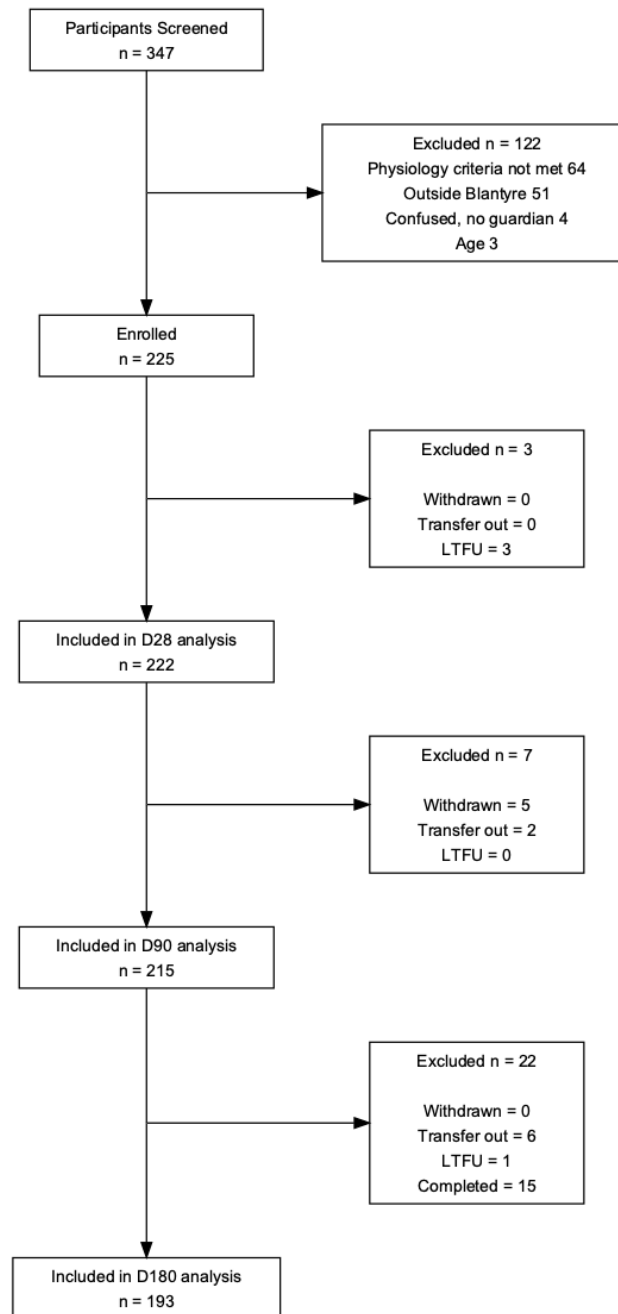 Participants Screened
n = 347
Excluded n = 122
Physiology criteria not met 64
Outside Blantyre 51
Confused, no guardian 4
Age 3
Enrolled
n = 225
Excluded n = 3
Withdrawn = 0
Transfer out = 0
LTFU = 3
Included in D28 analysis
n = 222
Excluded n = 7
Withdrawn = 5
Transfer out = 2
LTFU = 0
Included in D90 analysis
n = 215
Excluded n = 22
Withdrawn = 0
Transfer out = 6
LTFU = 1
Completed = 15
Included in D180 analysis
n = 193